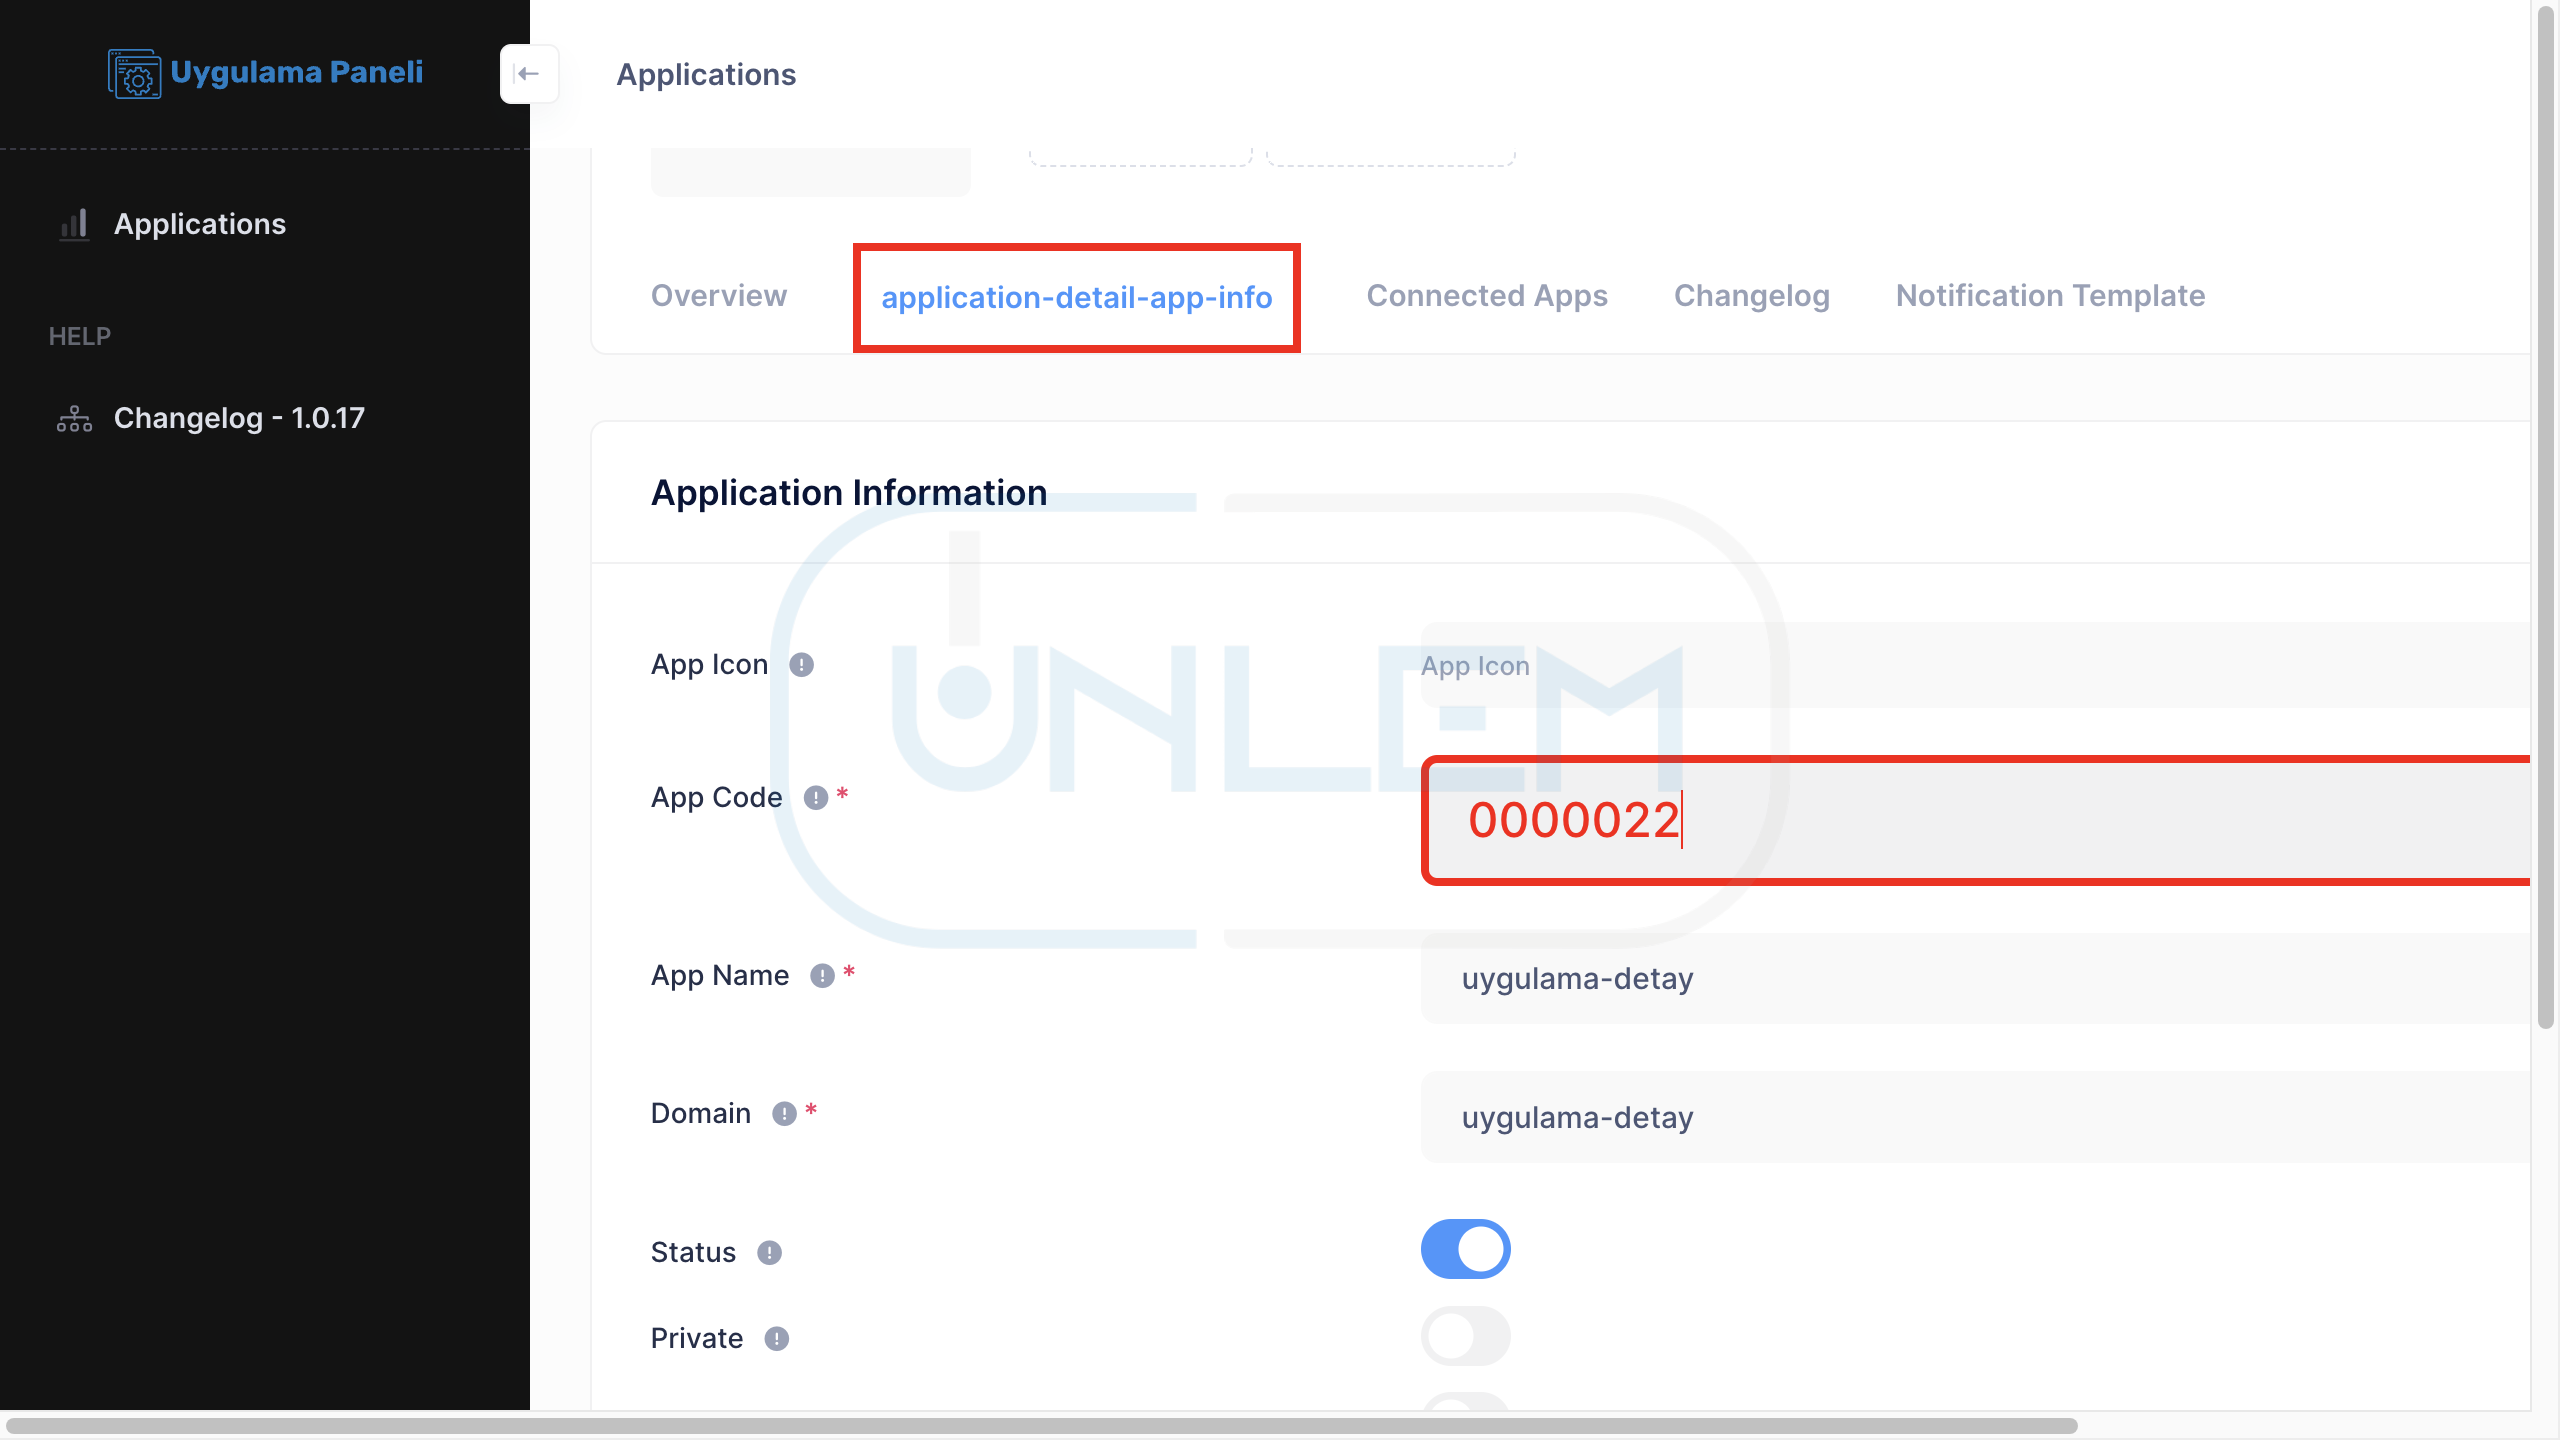 Uygulama Paneli
Applications
Applications
HELP
Changelog - 1.0.17
Overview
application-detail-app-info
Connected Apps
Changelog
Notification Template
Application Information
App Icon
App Icon
App Code *
0000022
App Name *
uygulama-detay
Domain *
uygulama-detay
Status
Private
UNLEM